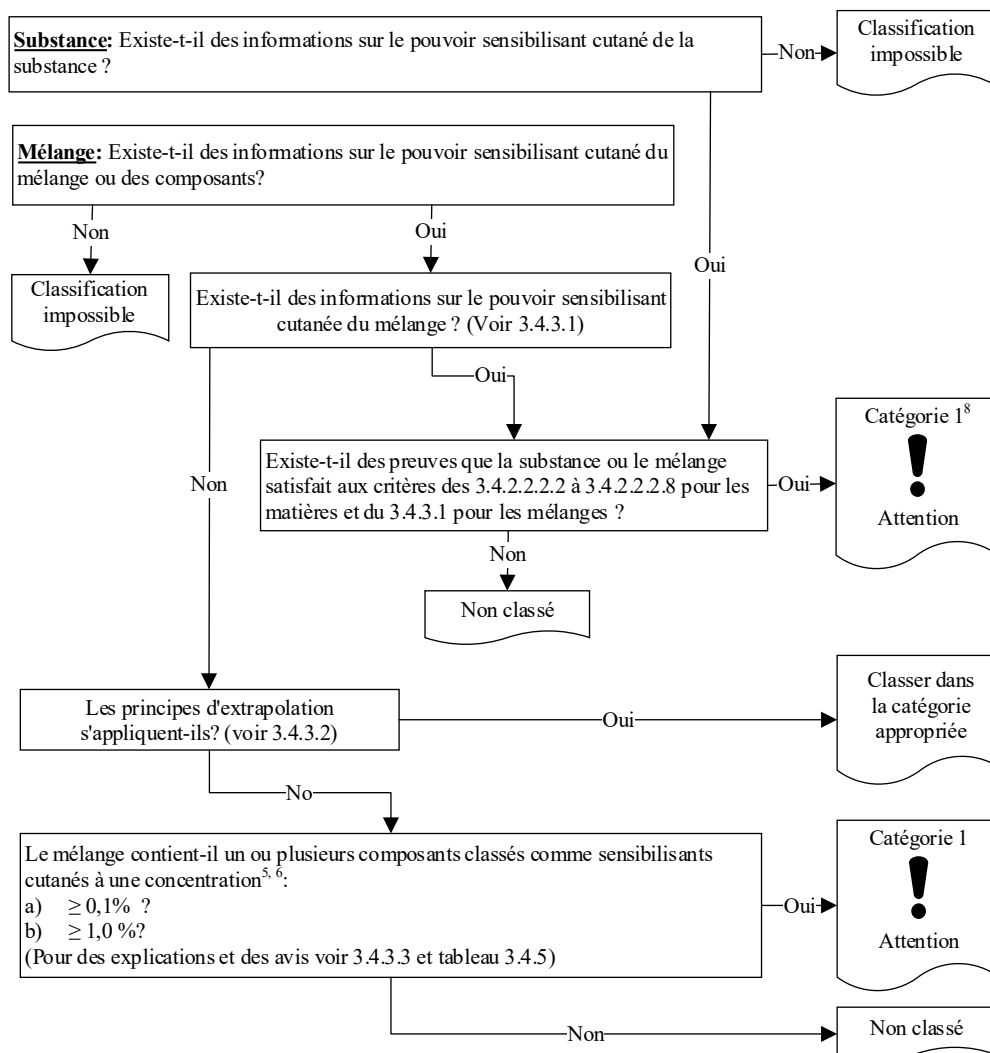 Substance: Existe-t-il des informations sur le pouvoir sensibilisant cutané de la
substance ?
Non
Classification
impossible
Mélange: Existe-t-il des informations sur le pouvoir sensibilisant cutané du
mélange ou des composants?
Non
Oui
Oui
Classification
impossible
Existe-t-il des informations sur le pouvoir sensibilisant
cutanée du mélange ? (Voir 3.4.3.1)
Oui
Non
Existe-t-il des preuves que la substance ou le mélange
satisfait aux critères des 3.4.2.2.2.2 à 3.4.2.2.2.8 pour les
matières et du 3.4.3.1 pour les mélanges ?
Oui
Catégorie 1⁸
!
Attention
Non
Non classé
Les principes d'extrapolation
s'appliquent-ils? (voir 3.4.3.2)
Oui
Classer dans
la catégorie
appropriée
No
Le mélange contient-il un ou plusieurs composants classés comme sensibilisants
cutanés à une concentration⁵, ⁶:
a) ≥ 0,1% ?
b) ≥ 1,0 %?
(Pour des explications et des avis voir 3.4.3.3 et tableau 3.4.5)
Oui
Catégorie 1
!
Attention
Non
Non classé